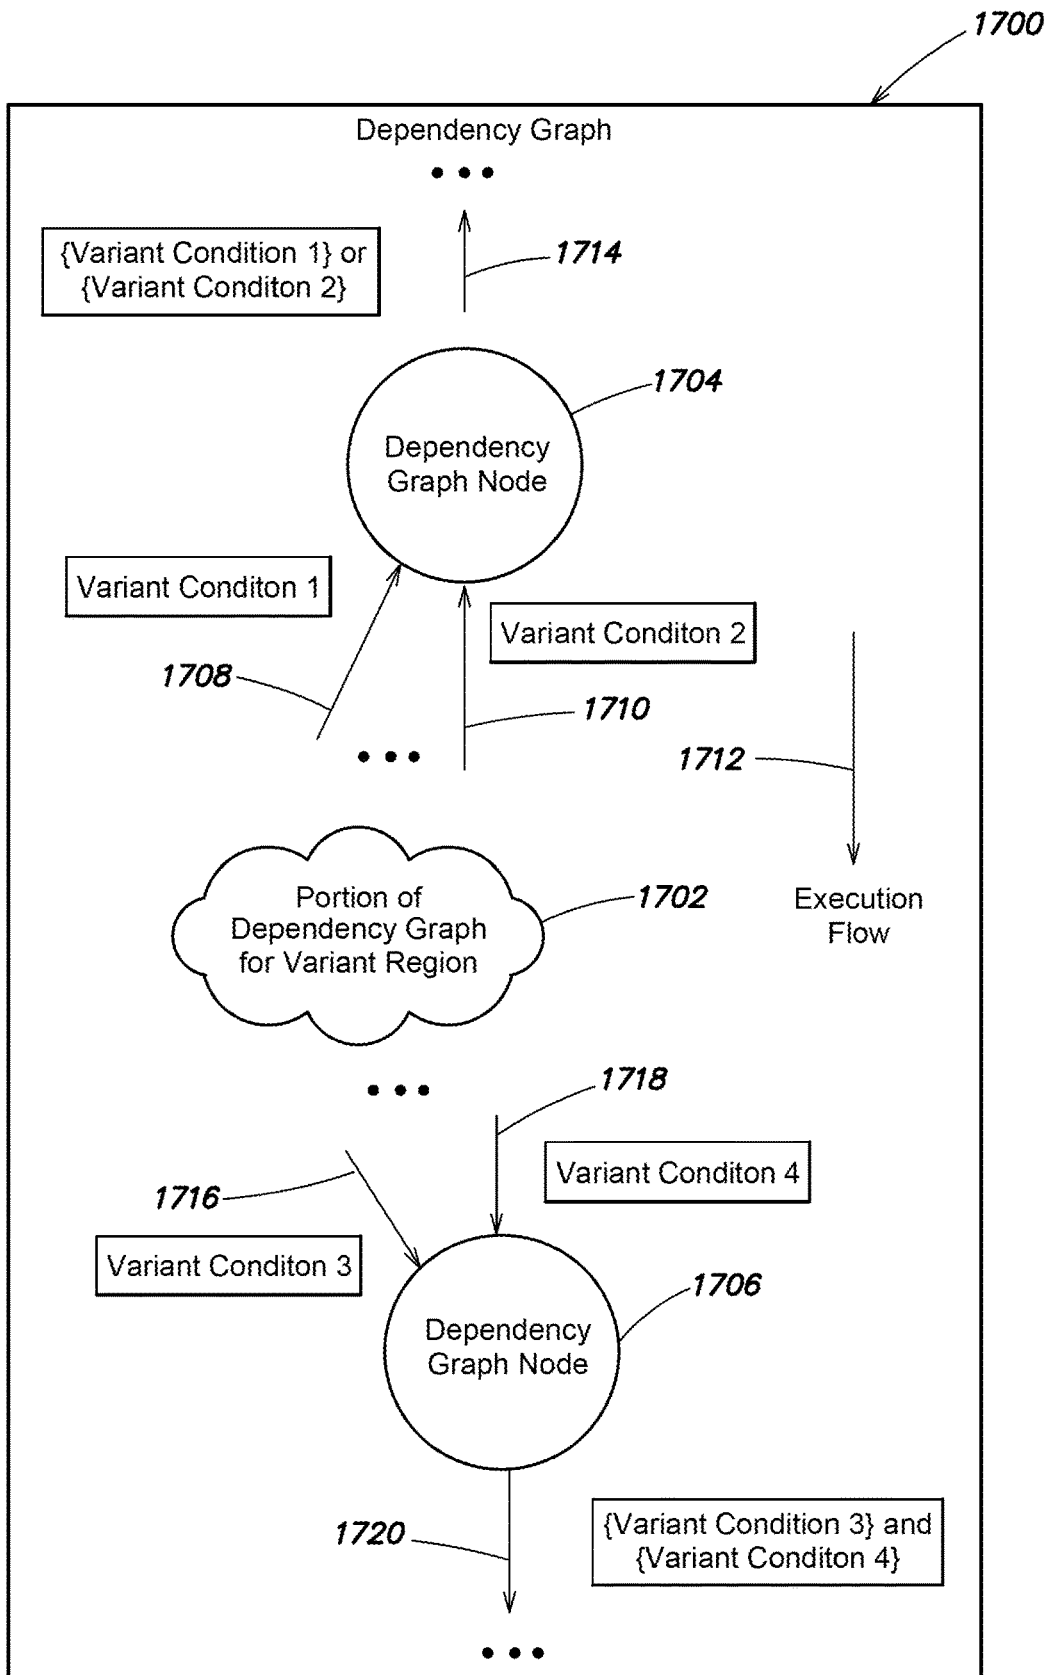 1700
Dependency Graph
{Variant Condition 1} or
{Variant Conditon 2}
1714
1704
Dependency
Graph Node
Variant Conditon 1
Variant Conditon 2
1708
1710
1712
Portion of
Dependency Graph
for Variant Region
1702
Execution
Flow
1718
Variant Conditon 4
1716
Variant Conditon 3
1706
Dependency
Graph Node
1720
{Variant Condition 3} and
{Variant Conditon 4}